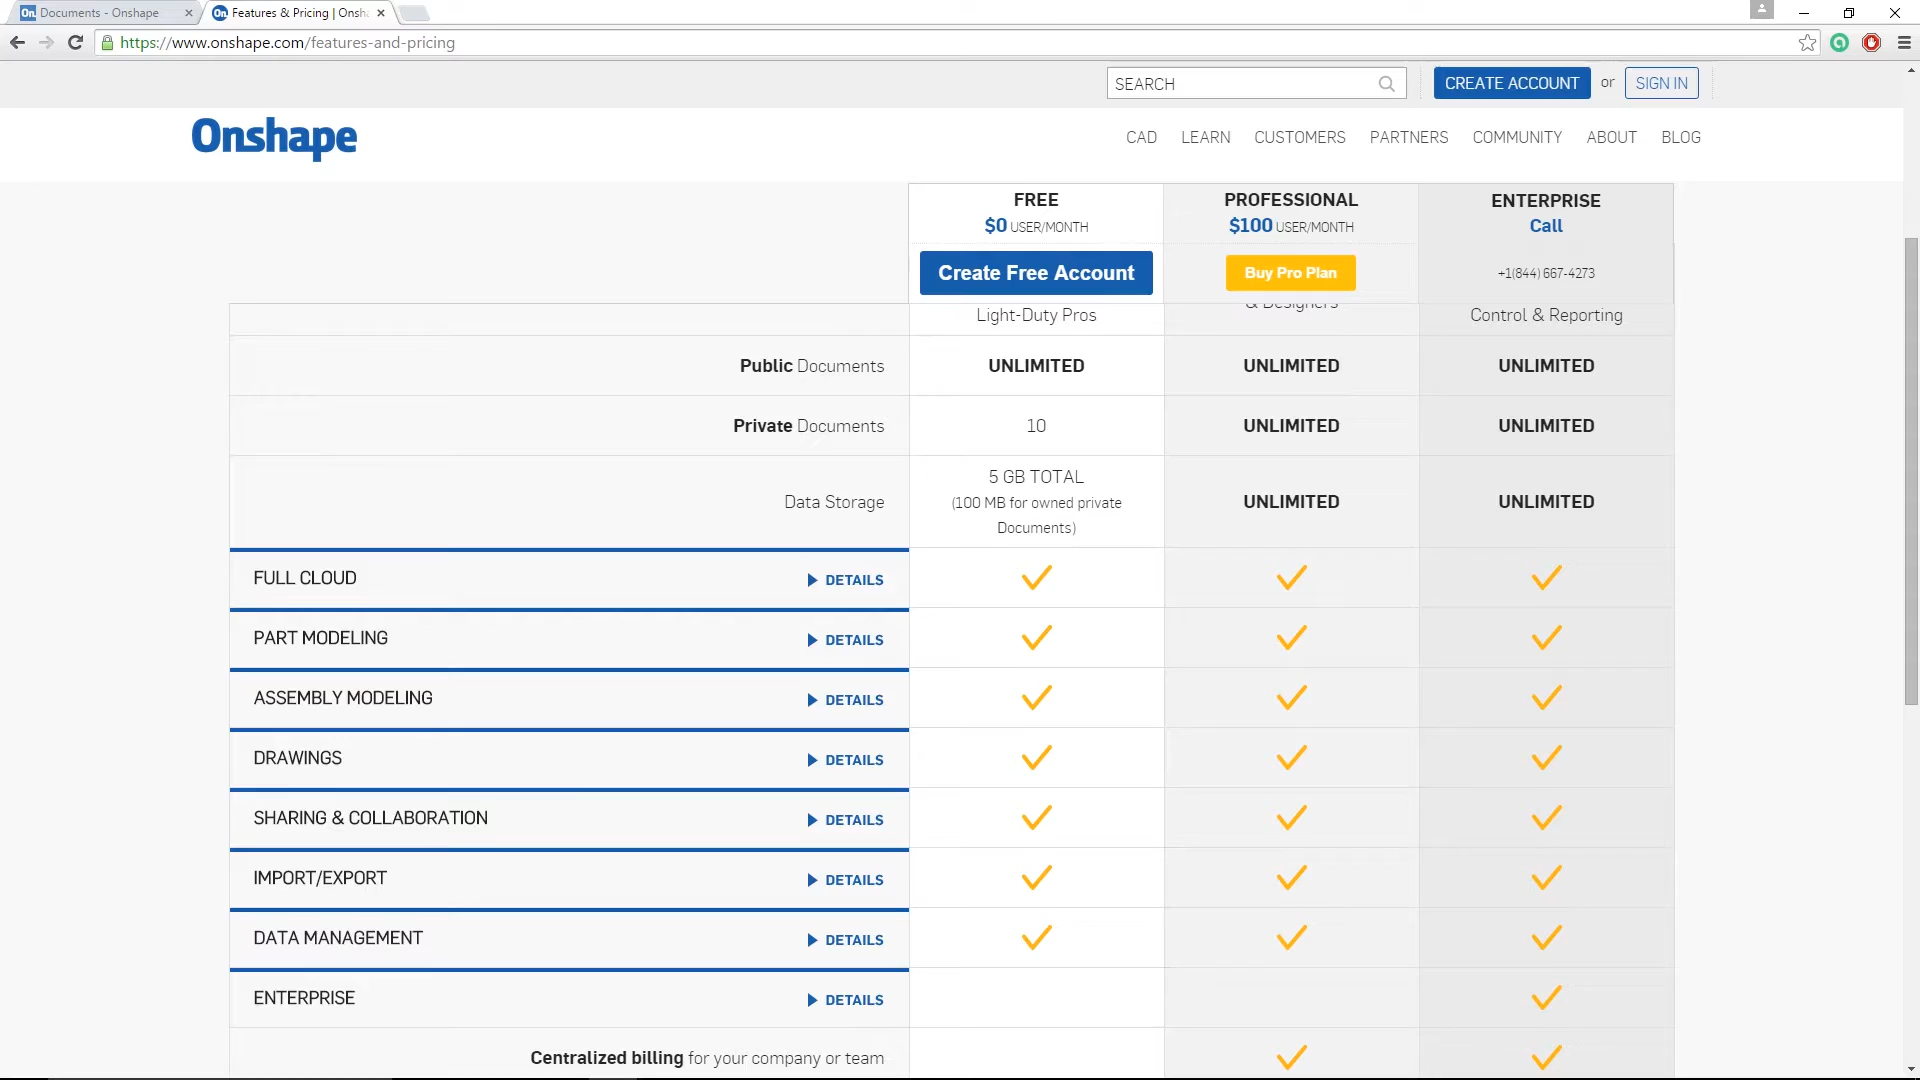 Documents - Onshape
Features & Pricing | Onsh
https://www.onshape.com/features-and-pricing
SEARCH
CREATE ACCOUNT or SIGN IN
Onshape
CAD LEARN CUSTOMERS PARTNERS COMMUNITY ABOUT BLOG
FREE PROFESSIONAL ENTERPRISE
$0 USER/MONTH $100 USER/MONTH Call
Create Free Account Buy Pro Plan +1(844) 667-4273
& Designers
Light-Duty Pros Control & Reporting
Public Documents UNLIMITED UNLIMITED UNLIMITED
Private Documents 10 UNLIMITED UNLIMITED
5 GB TOTAL
Data Storage (100 MB for owned private UNLIMITED UNLIMITED
Documents)
FULL CLOUD DETAILS
PART MODELING DETAILS
ASSEMBLY MODELING DETAILS
DRAWINGS DETAILS
SHARING & COLLABORATION DETAILS
IMPORT/EXPORT DETAILS
DATA MANAGEMENT DETAILS
ENTERPRISE DETAILS
Centralized billing for your company or team